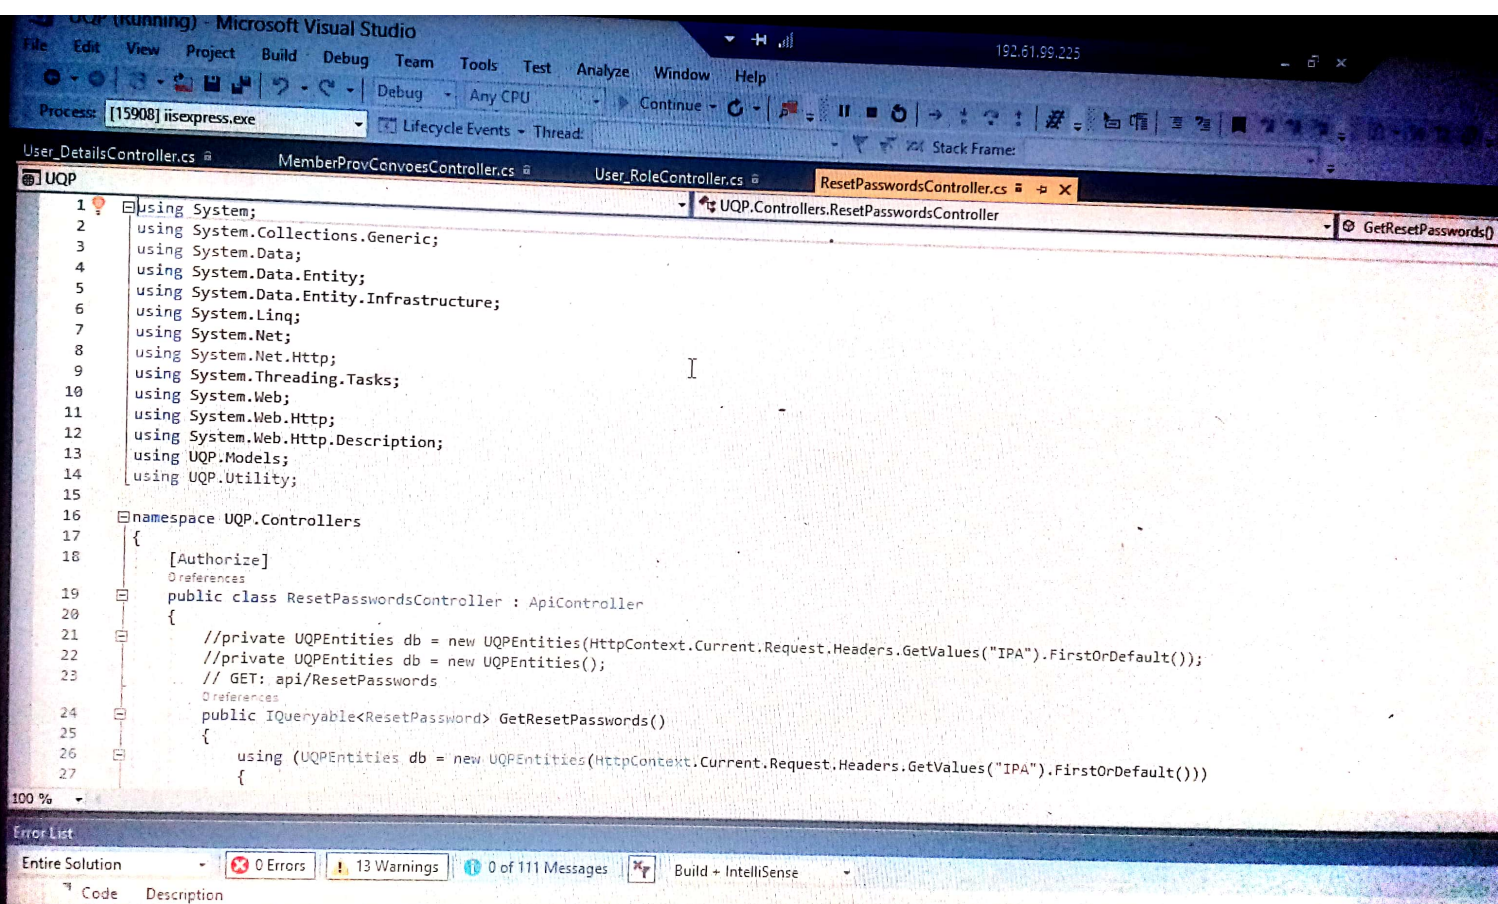 UQP (Running) - Microsoft Visual Studio
192.61.99.225
File Edit View Project Build Debug Team Tools Test Analyze Window Help
Debug Any CPU Continue
Process: [15908] iisexpress.exe Lifecycle Events Thread: Stack Frame:
User_DetailsController.cs MemberProvConvoesController.cs User_RoleController.cs ResetPasswordsController.cs
UQP UQP.Controllers.ResetPasswordsController GetResetPasswords()
1 using System;
2 using System.Collections.Generic;
3 using System.Data;
4 using System.Data.Entity;
5 using System.Data.Entity.Infrastructure;
6 using System.Linq;
7 using System.Net;
8 using System.Net.Http;
9 using System.Threading.Tasks;
10 using System.Web;
11 using System.Web.Http;
12 using System.Web.Http.Description;
13 using UQP.Models;
14 using UQP.Utility;
15
16 namespace UQP.Controllers
17 {
18 [Authorize]
0 references
19 public class ResetPasswordsController : ApiController
20 {
21 //private UQPEntities db = new UQPEntities(HttpContext.Current.Request.Headers.GetValues("IPA").FirstOrDefault());
22 //private UQPEntities db = new UQPEntities();
23 // GET: api/ResetPasswords
0 references
24 public IQueryable<ResetPassword> GetResetPasswords()
25 {
26 using (UQPEntities db = new UQPEntities(HttpContext.Current.Request.Headers.GetValues("IPA").FirstOrDefault()))
27 {
100 %
Error List
Entire Solution 0 Errors 13 Warnings 0 of 111 Messages Build + IntelliSense
Code Description